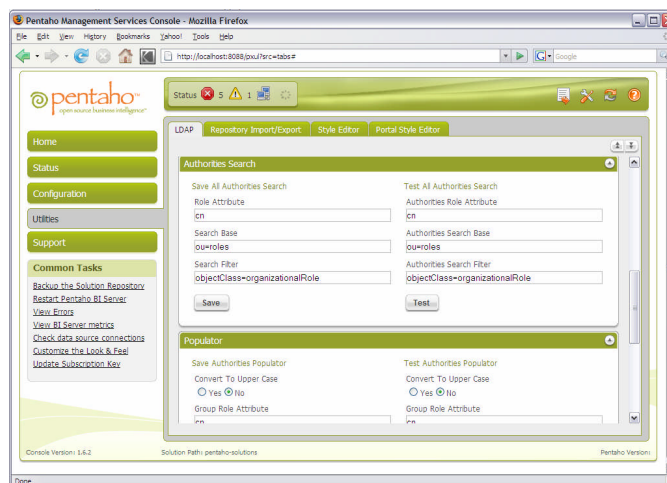 Pentaho Management Services Console - Mozilla Firefox
File Edit View History Bookmarks Yahoo! Tools Help
http://localhost:8088/pxul?src=tabs#
G Google
pentaho
open source business intelligence
Status 5 1
Home
Status
Configuration
Utilities
Support
Common Tasks
Backup the Solution Repository
Restart Pentaho BI Server
View Errors
View BI Server metrics
Check data source connections
Customize the Look & Feel
Update Subscription Key
LDAP Repository Import/Export Style Editor Portal Style Editor
Authorities Search
Save All Authorities Search Test All Authorities Search
Role Attribute Authorities Role Attribute
cn cn
Search Base Authorities Search Base
ou=roles ou=roles
Search Filter Authorities Search Filter
objectClass=organizationalRole objectClass=organizationalRole
Save Test
Populator
Save Authorities Populator Test Authorities Populator
Convert To Upper Case Convert To Upper Case
Yes No Yes No
Group Role Attribute Group Role Attribute
cn cn
Console Version: 1.6.2 Solution Path: pentaho-solutions Pentaho Version:
Done